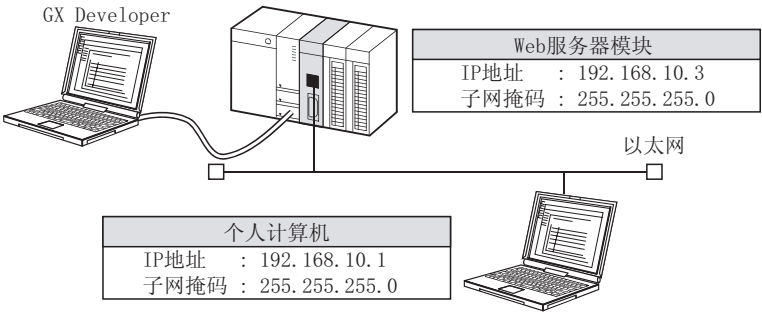 GX Developer
Web服务器模块
IP地址 : 192.168.10.3
子网掩码 : 255.255.255.0
以太网
个人计算机
IP地址 : 192.168.10.1
子网掩码 : 255.255.255.0